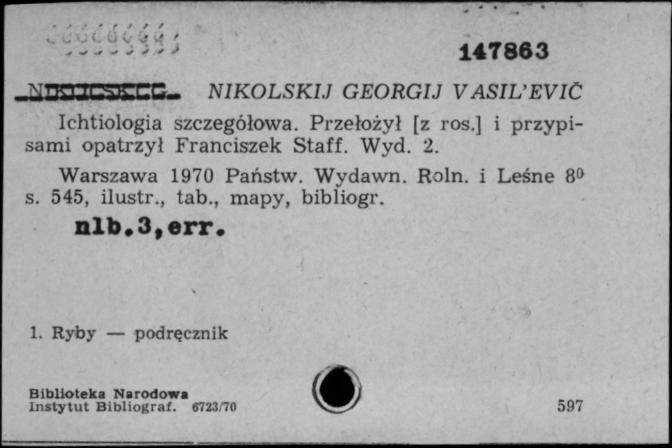 147863
NIKOLSKIJ GEORGIJ VASIL'EVIČ
Ichtiologia szczegółowa. Przełożył [z ros.] i przypi-
sami opatrzył Franciszek Staff. Wyd. 2.
Warszawa 1970 Państw. Wydawn. Roln. i Leśne 8⁰
s. 545, ilustr., tab., mapy, bibliogr.
nlb.3,err.
1. Ryby — podręcznik
Biblioteka Narodowa
Instytut Bibliograf. 6723/70
597